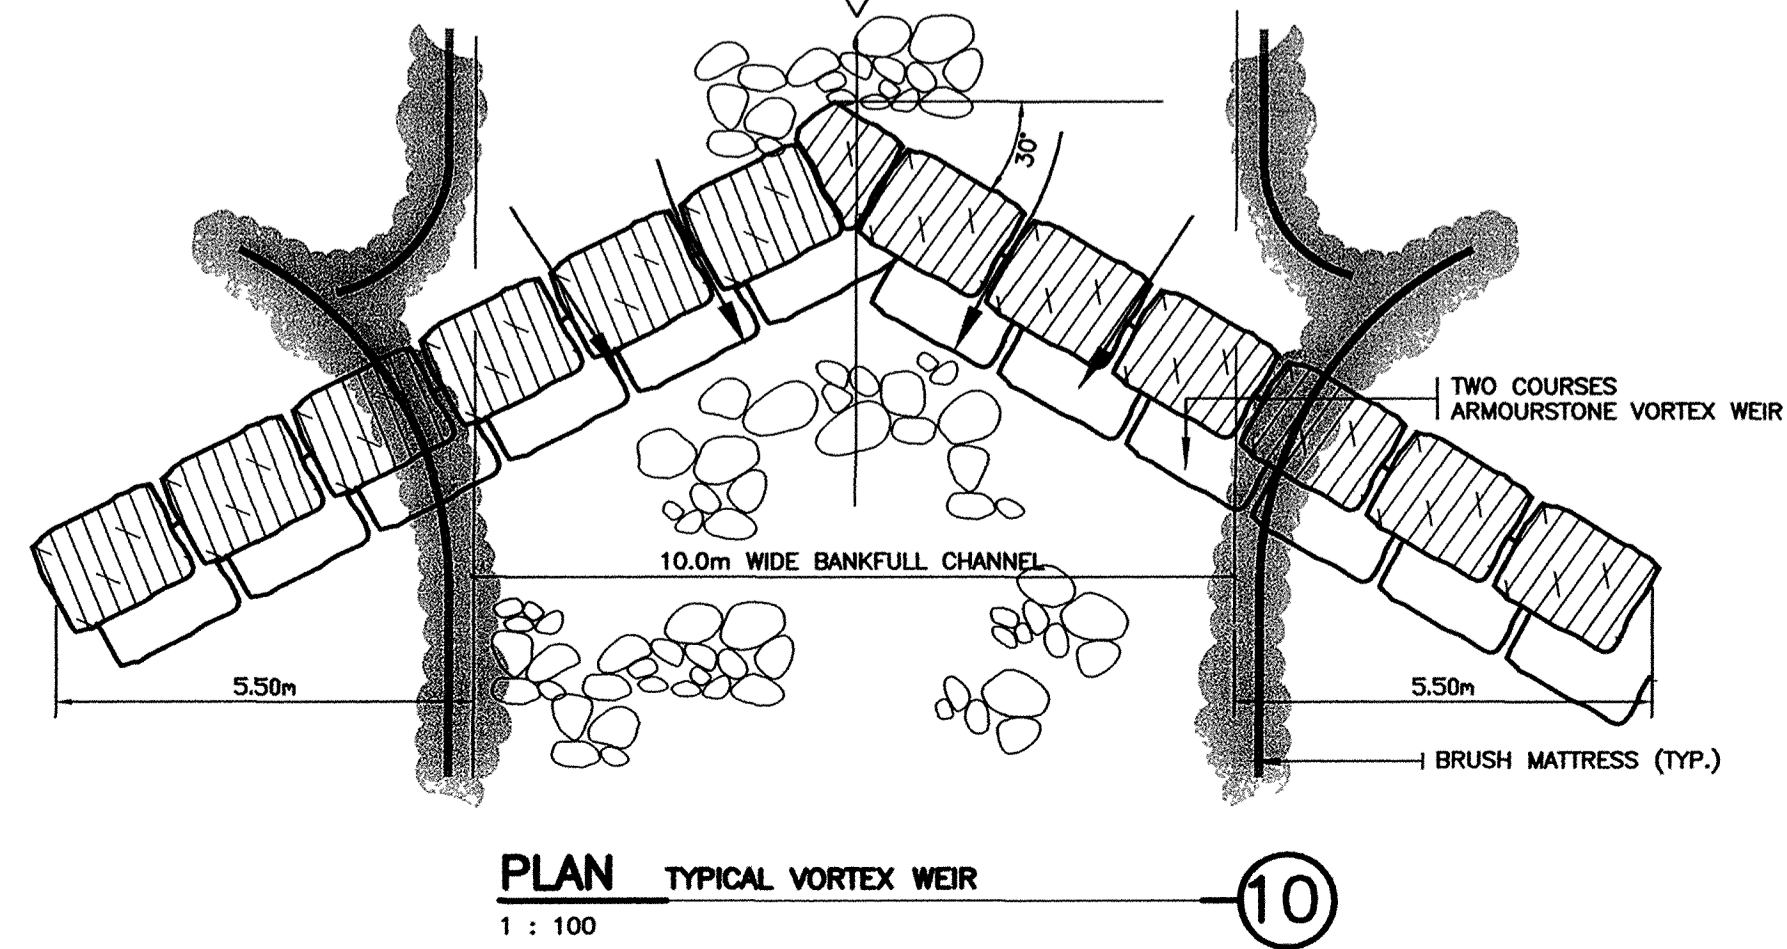 30°
TWO COURSES
ARMOURSTONE VORTEX WEIR
10.0m WIDE BANKFULL CHANNEL
5.50m
5.50m
BRUSH MATTRESS (TYP.)
PLAN TYPICAL VORTEX WEIR
10
1 : 100